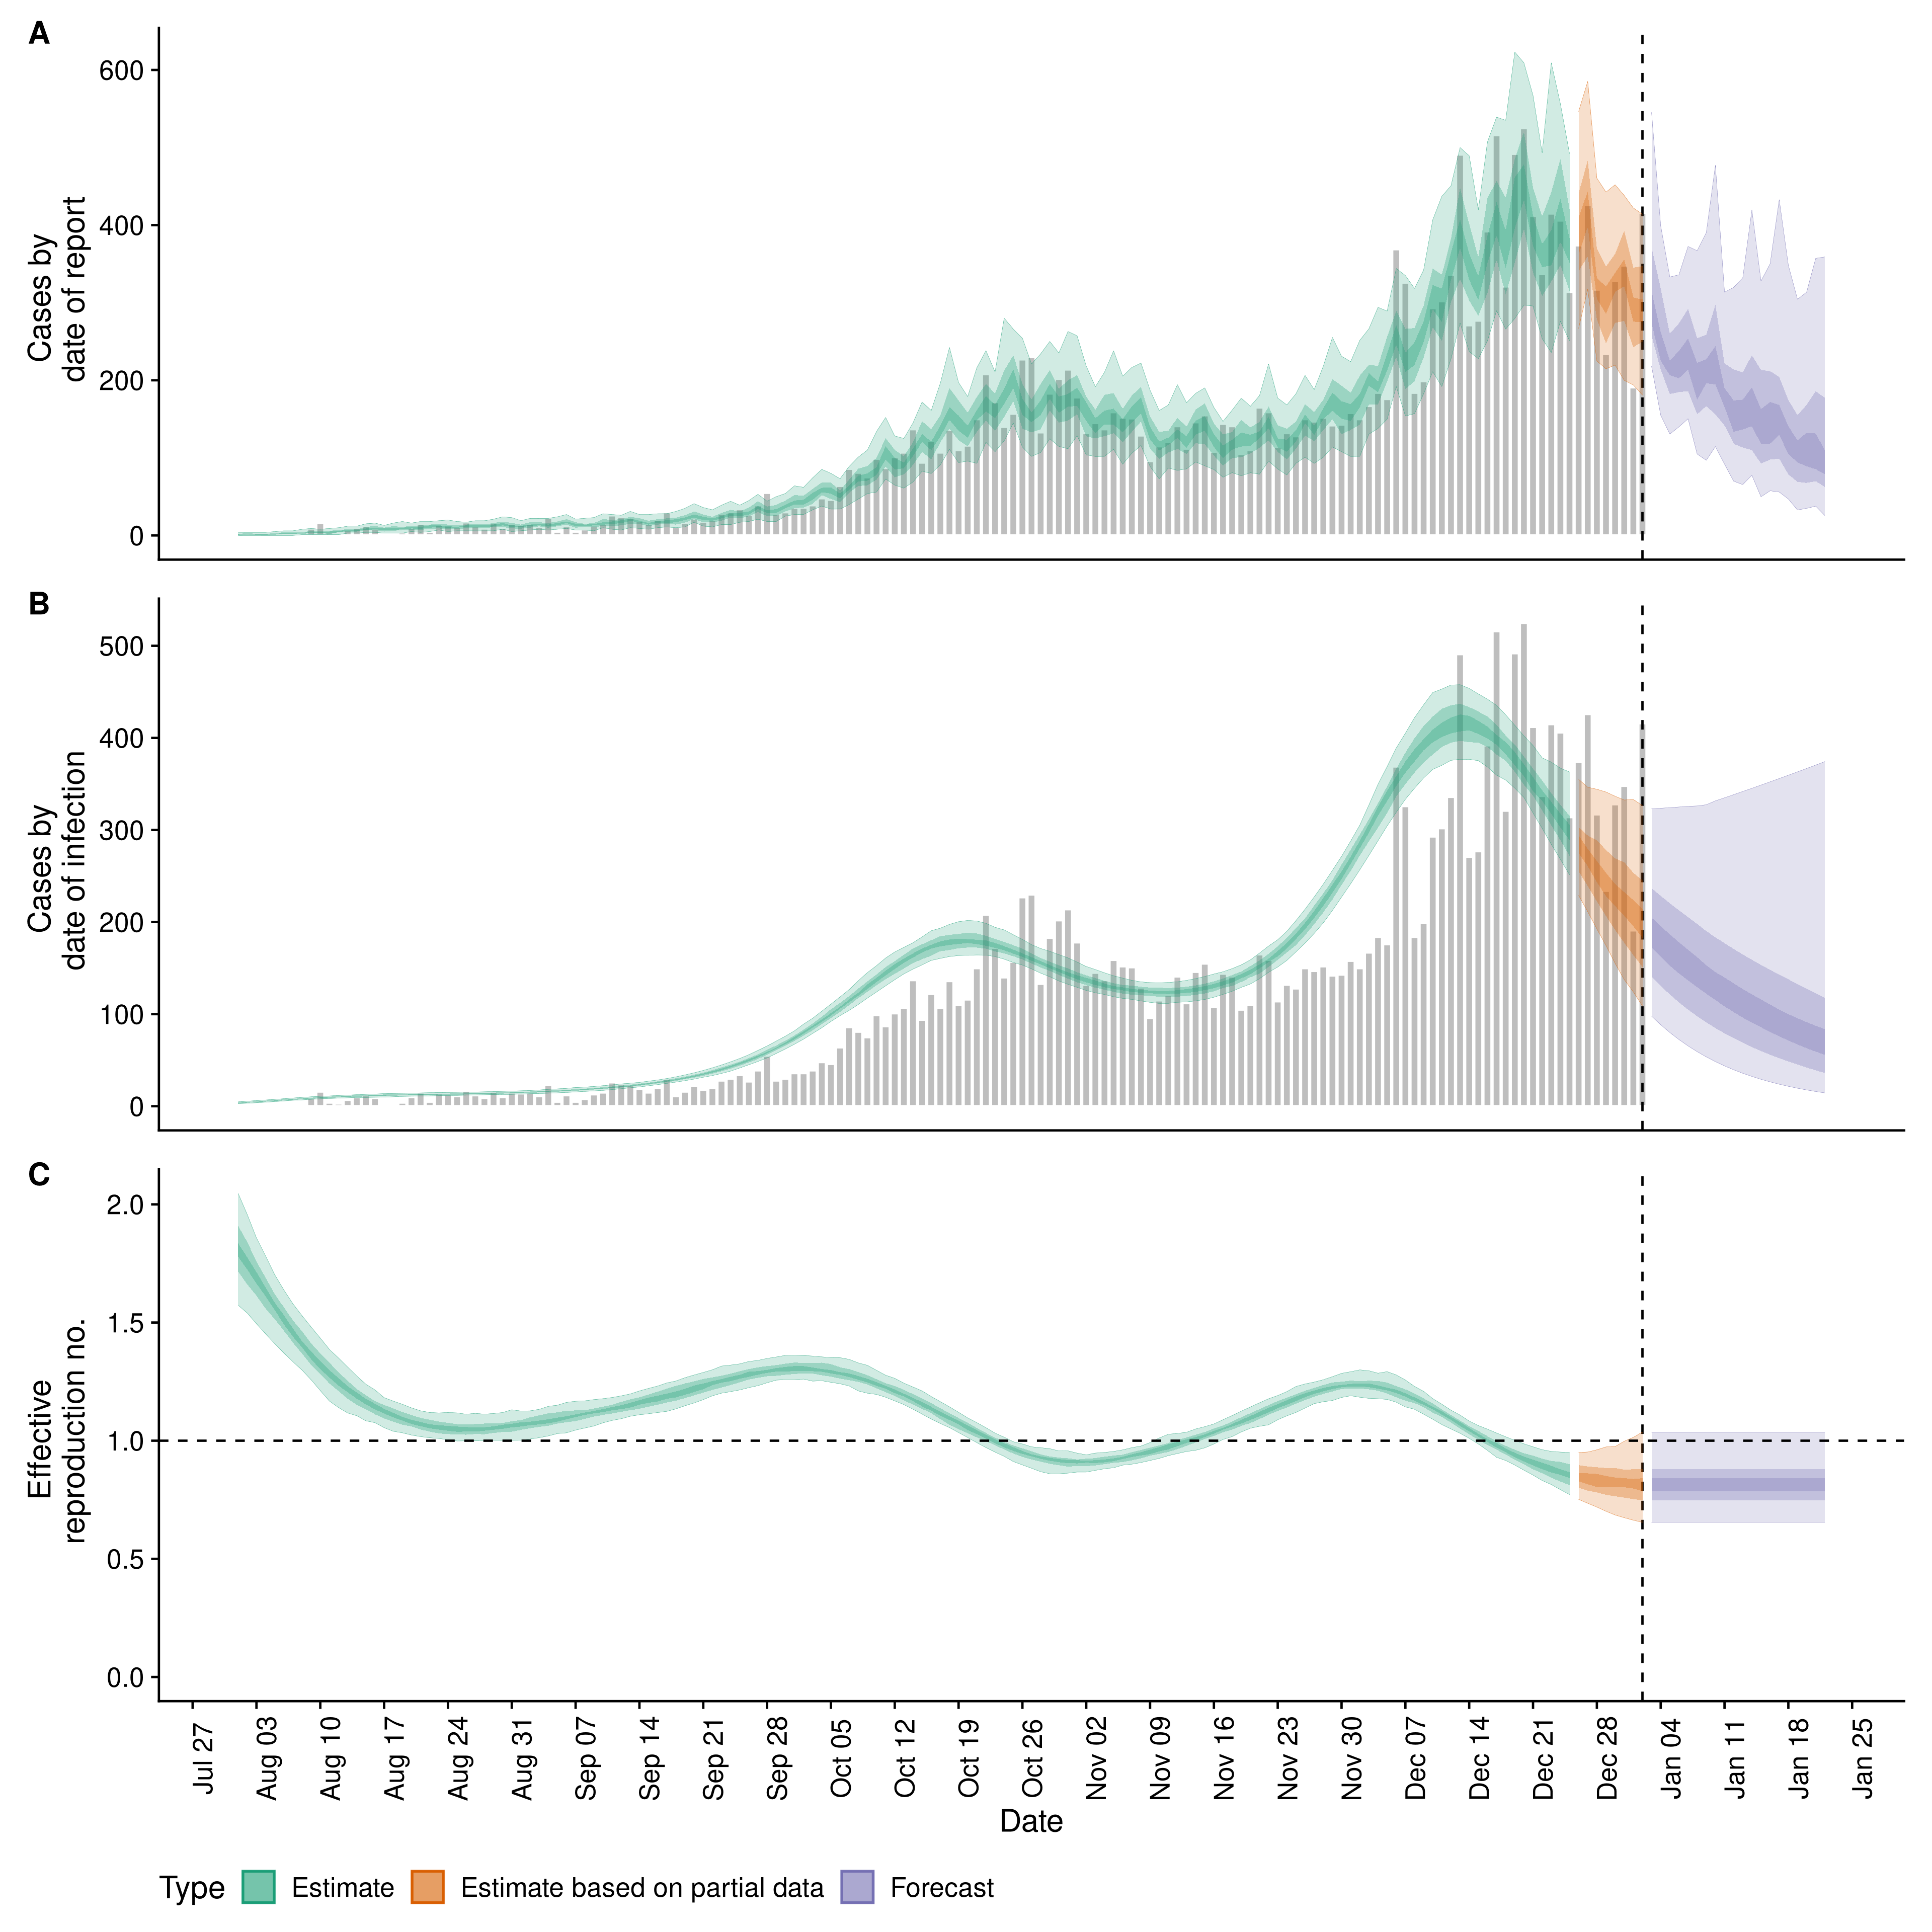 A
Cases by
date of report
600
400
200
0
B
Cases by
date of infection
500
400
300
200
100
0
C
Effective
reproduction no.
2.0
1.5
1.0
0.5
0.0
Jul 27
Aug 03
Aug 10
Aug 17
Aug 24
Aug 31
Sep 07
Sep 14
Sep 21
Sep 28
Oct 05
Oct 12
Oct 19
Oct 26
Nov 02
Nov 09
Nov 16
Nov 23
Nov 30
Dec 07
Dec 14
Dec 21
Dec 28
Jan 04
Jan 11
Jan 18
Jan 25
Date
Type Estimate Estimate based on partial data Forecast